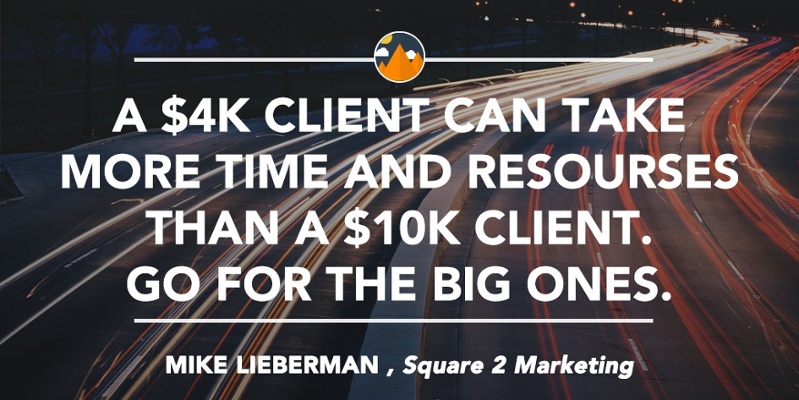 A $4K CLIENT CAN TAKE
MORE TIME AND RESOURSES
THAN A $10K CLIENT.
GO FOR THE BIG ONES.
MIKE LIEBERMAN , Square 2 Marketing